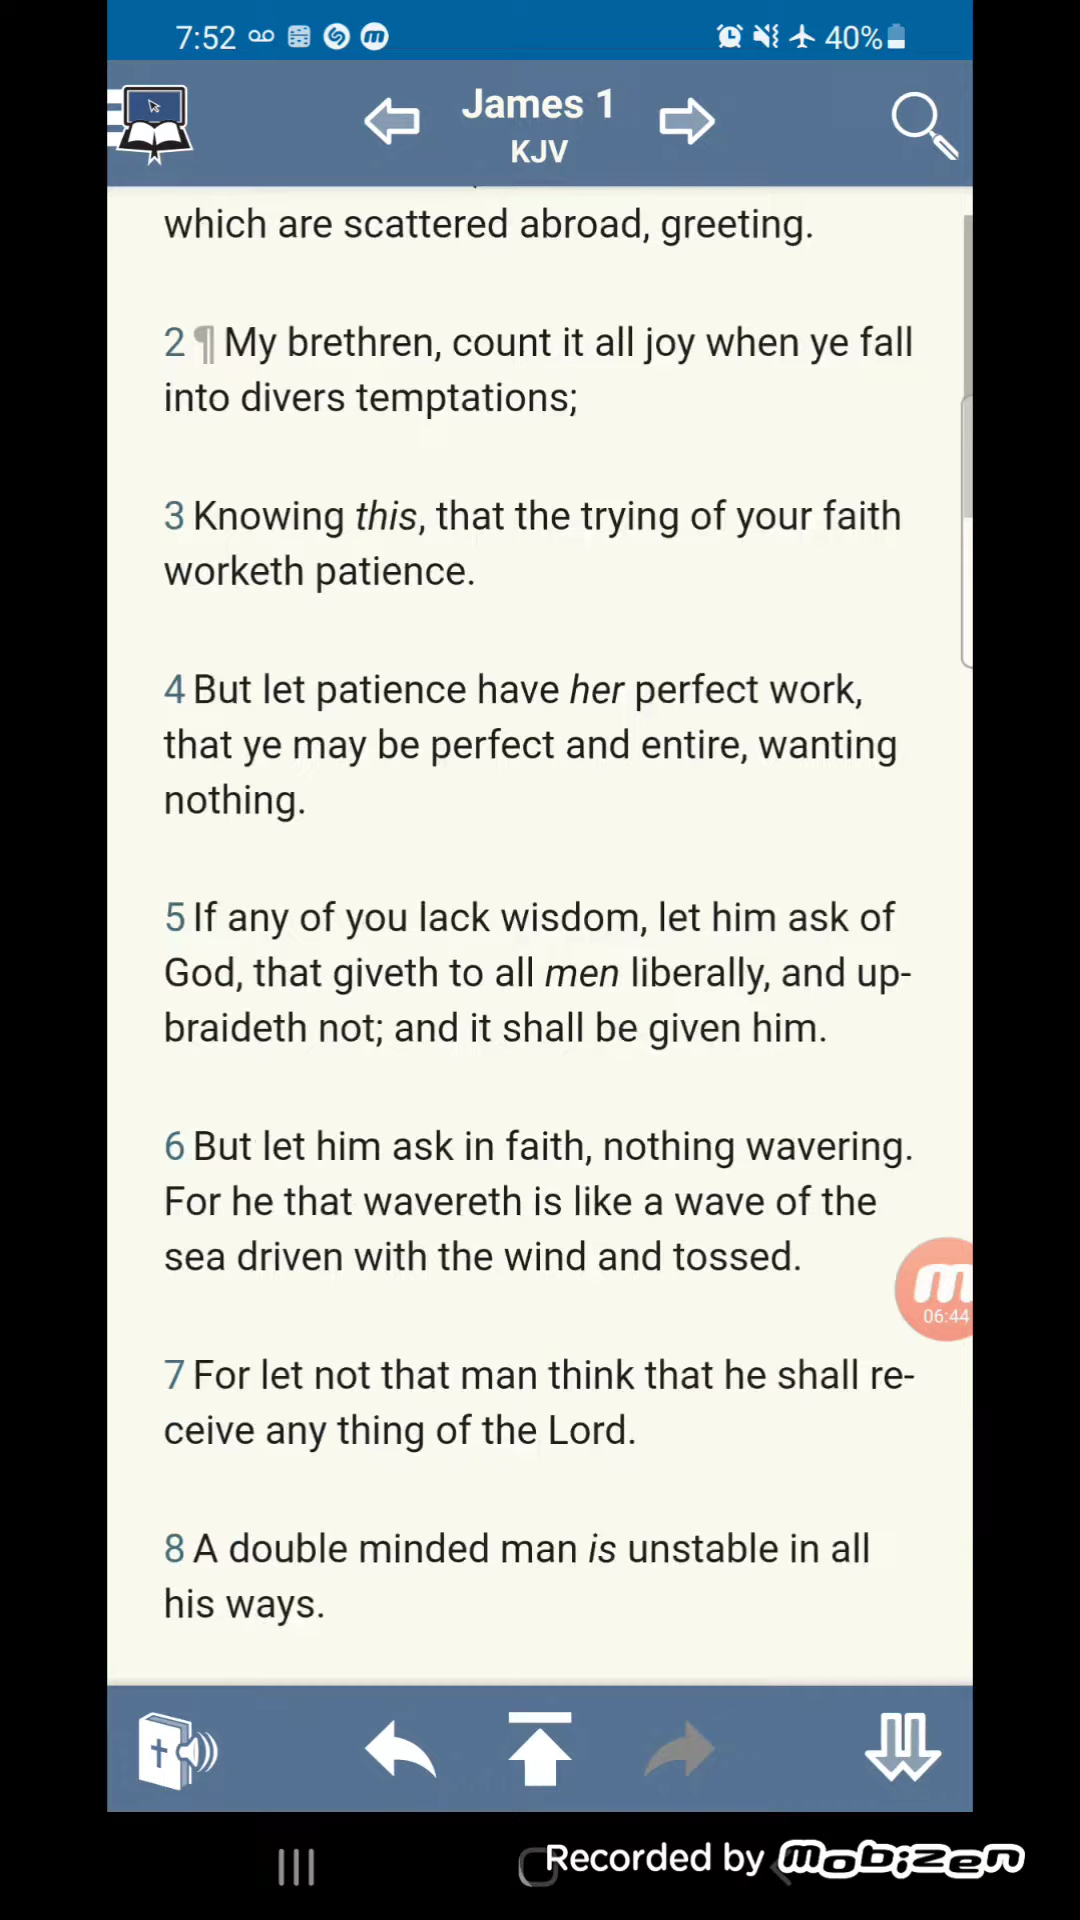 7:52
40%
James 1
KJV
which are scattered abroad, greeting.
2 ¶ My brethren, count it all joy when ye fall
into divers temptations;
3 Knowing this, that the trying of your faith
worketh patience.
4 But let patience have her perfect work,
that ye may be perfect and entire, wanting
nothing.
5 If any of you lack wisdom, let him ask of
God, that giveth to all men liberally, and up-
braideth not; and it shall be given him.
6 But let him ask in faith, nothing wavering.
For he that wavereth is like a wave of the
sea driven with the wind and tossed.
m
06:44
7 For let not that man think that he shall re-
ceive any thing of the Lord.
8 A double minded man is unstable in all
his ways.
Recorded by mobizen